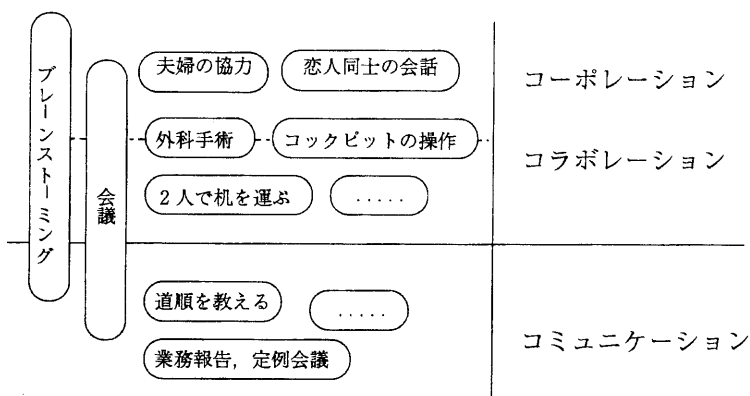 ブレーンストーミング
会議
夫婦の協力
恋人同士の会話
コーポレーション
外科手術
コックピットの操作
コラボレーション
2人で机を運ぶ
.....
道順を教える
.....
コミュニケーション
業務報告,定例会議